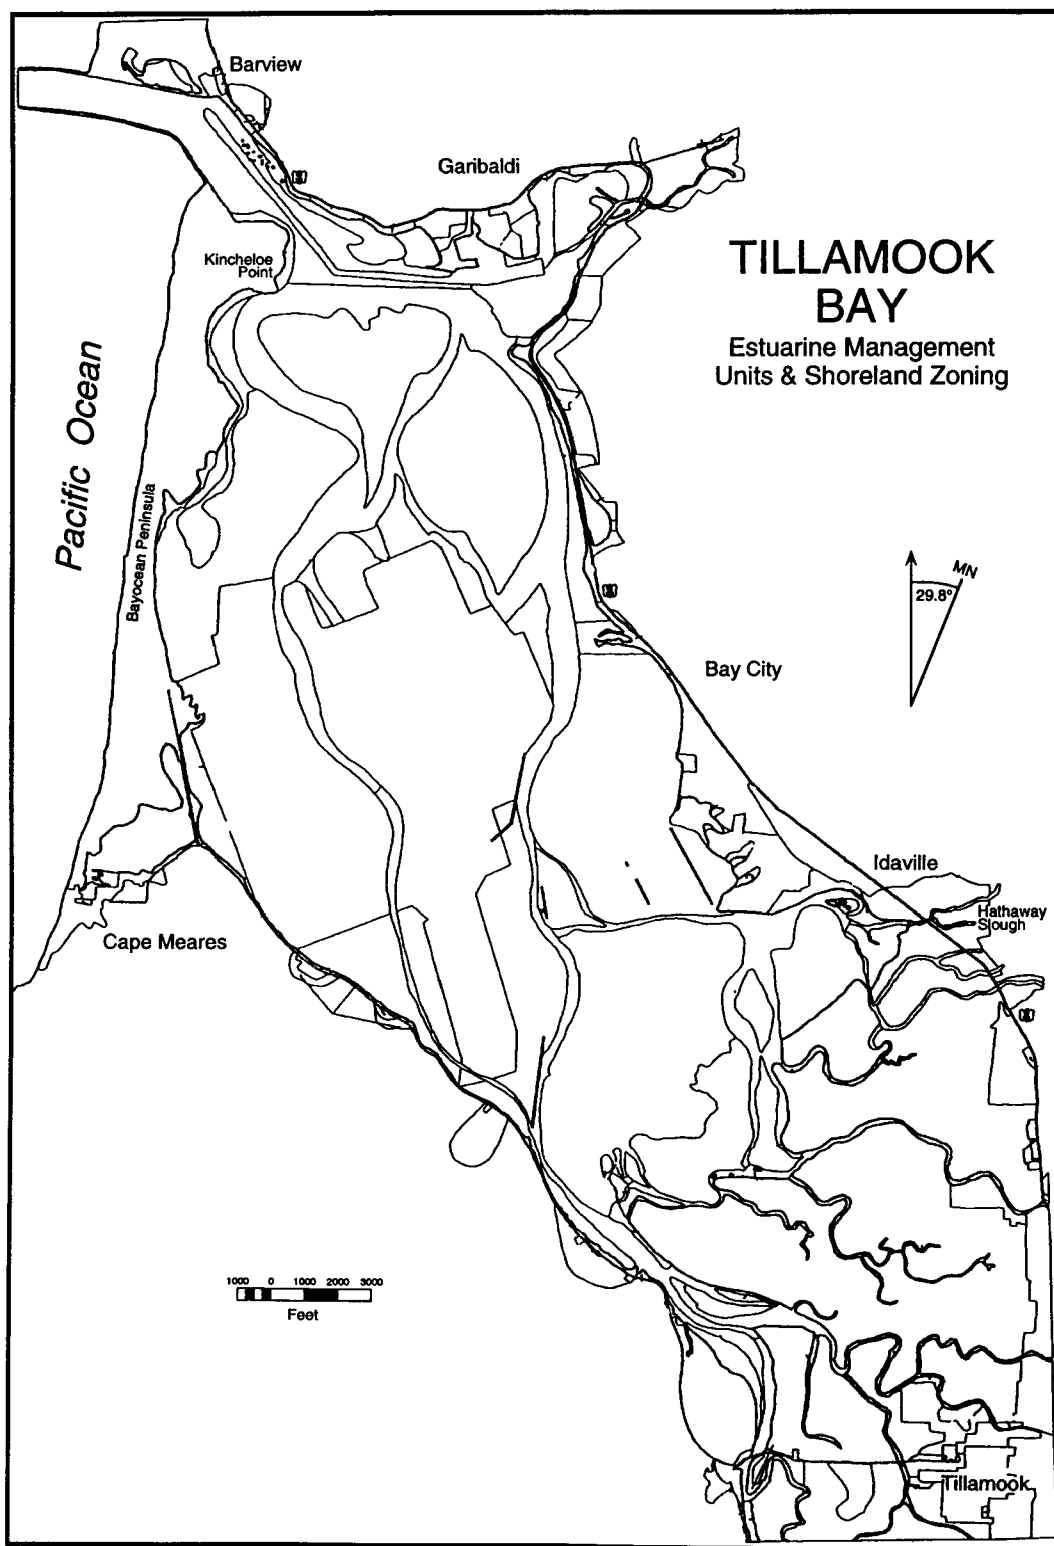 Barview
Garibaldi
TILLAMOOK
BAY
Estuarine Management
Units & Shoreland Zoning
Kincheloe
Point
Pacific Ocean
Bayocean Peninsula
MN
29.8°
Bay City
Idaville
Hathaway
Slough
Cape Meares
1000 0 1000 2000 3000
Feet
Tillamook